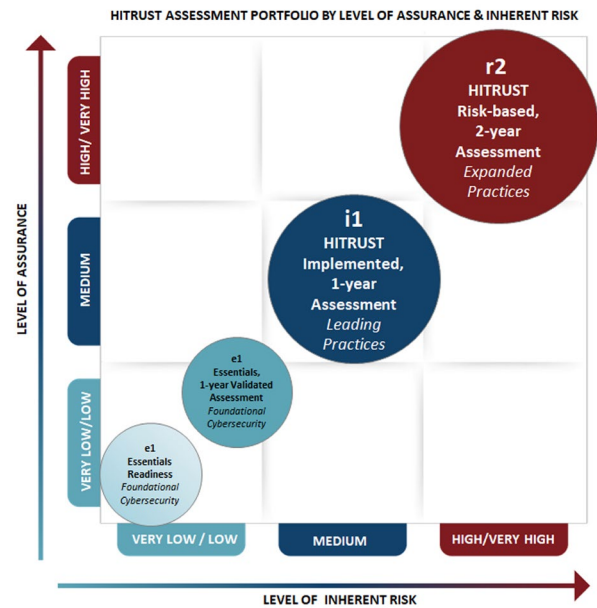 HITRUST ASSESSMENT PORTFOLIO BY LEVEL OF ASSURANCE & INHERENT RISK
LEVEL OF ASSURANCE
HIGH/ VERY HIGH
MEDIUM
VERY LOW/LOW
r2
HITRUST
Risk-based,
2-year
Assessment
Expanded
Practices
i1
HITRUST
Implemented,
1-year
Assessment
Leading
Practices
e1
Essentials,
1-year Validated
Assessment
Foundational
Cybersecurity
e1
Essentials
Readiness
Foundational
Cybersecurity
VERY LOW / LOW
MEDIUM
HIGH/VERY HIGH
LEVEL OF INHERENT RISK